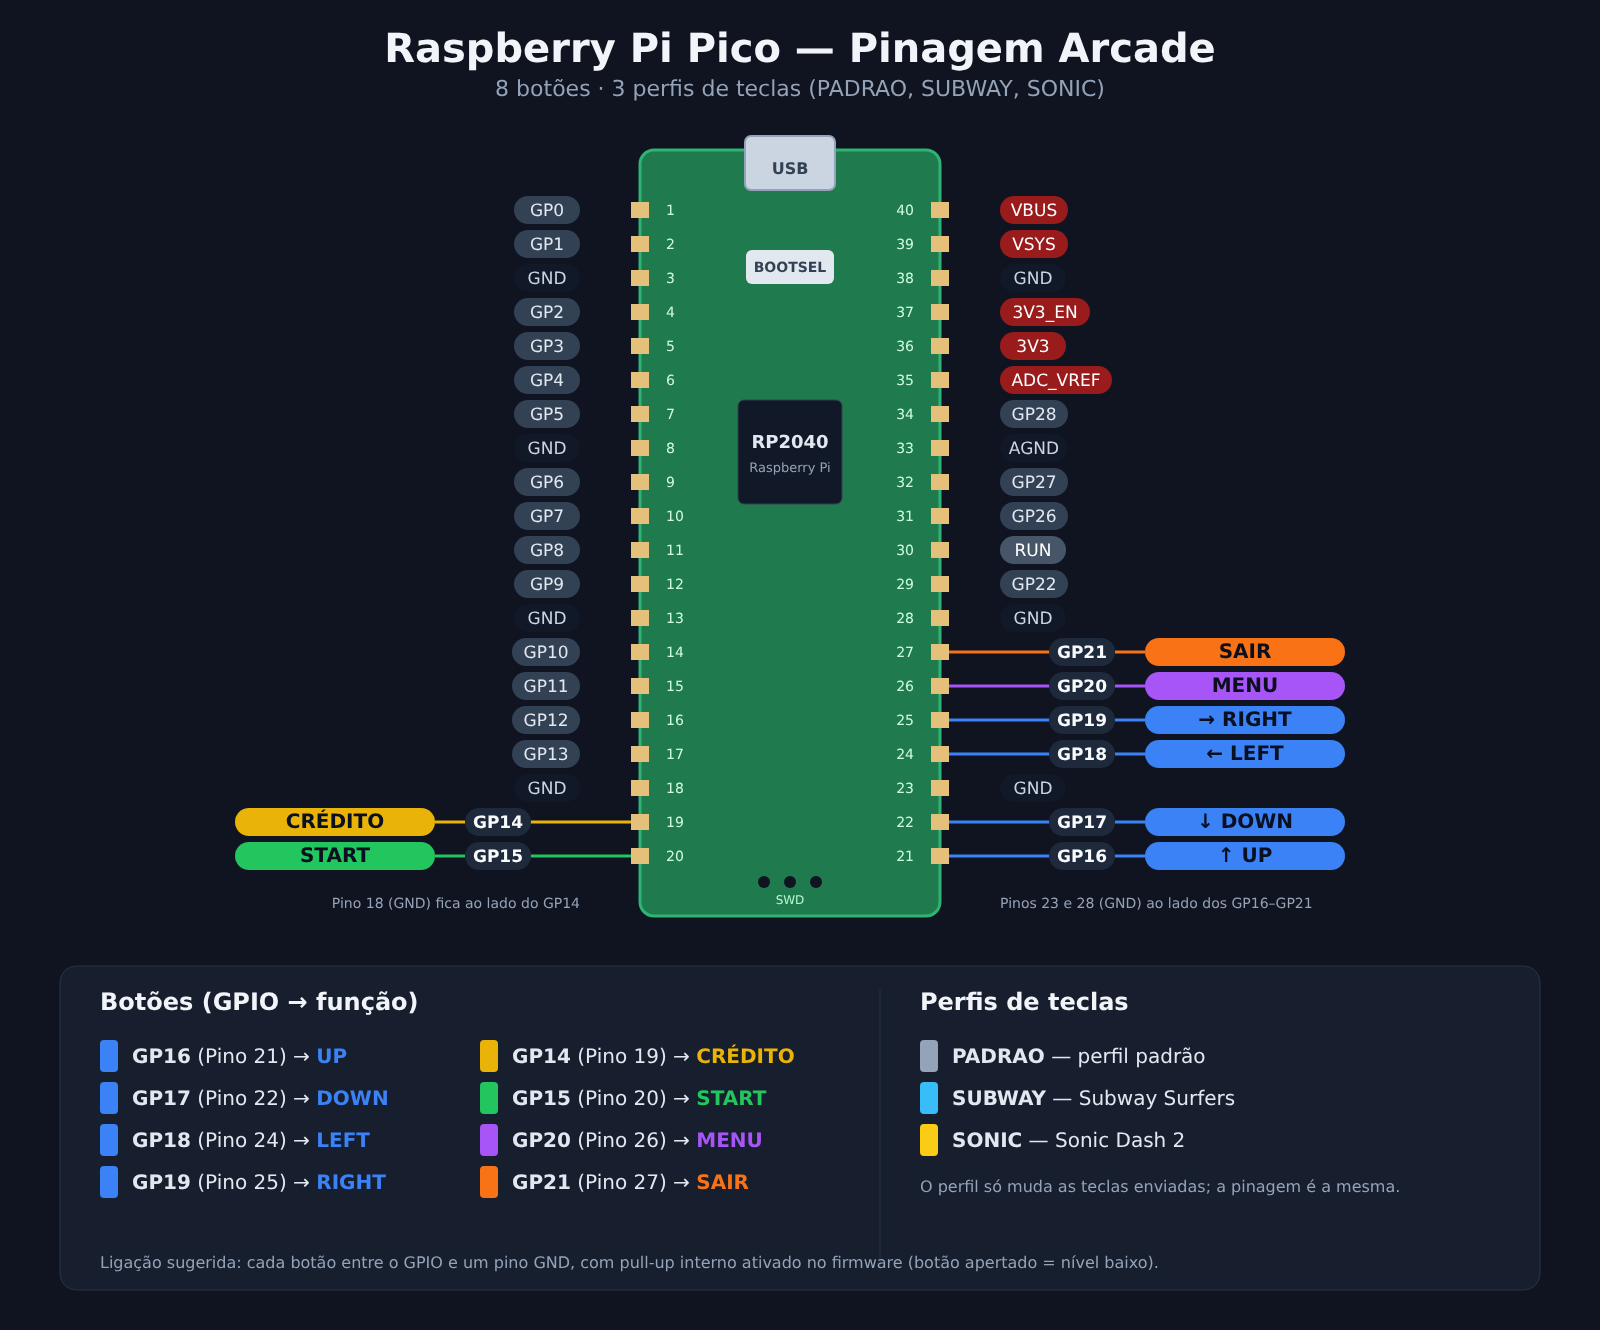 Raspberry Pi Pico — Pinagem Arcade
8 botões · 3 perfis de teclas (PADRAO, SUBWAY, SONIC)
USB
GP0 1 40 VBUS
GP1 2 39 VSYS
BOOTSEL
GND 3 38 GND
GP2 4 37 3V3_EN
GP3 5 36 3V3
GP4 6 35 ADC_VREF
GP5 7 34 GP28
RP2040
GND 8 33 AGND
Raspberry Pi
GP6 9 32 GP27
GP7 10 31 GP26
GP8 11 30 RUN
GP9 12 29 GP22
GND 13 28 GND
GP10 14 27 GP21 SAIR
GP11 15 26 GP20 MENU
GP12 16 25 GP19 → RIGHT
GP13 17 24 GP18 ← LEFT
GND 18 23 GND
CRÉDITO GP14 19 22 GP17 ↓ DOWN
START GP15 20 21 GP16 ↑ UP
SWD
Pino 18 (GND) fica ao lado do GP14
Pinos 23 e 28 (GND) ao lado dos GP16–GP21
Botões (GPIO → função)
GP16 (Pino 21) → UP
GP17 (Pino 22) → DOWN
GP18 (Pino 24) → LEFT
GP19 (Pino 25) → RIGHT
GP14 (Pino 19) → CRÉDITO
GP15 (Pino 20) → START
GP20 (Pino 26) → MENU
GP21 (Pino 27) → SAIR
Perfis de teclas
PADRAO — perfil padrão
SUBWAY — Subway Surfers
SONIC — Sonic Dash 2
O perfil só muda as teclas enviadas; a pinagem é a mesma.
Ligação sugerida: cada botão entre o GPIO e um pino GND, com pull-up interno ativado no firmware (botão apertado = nível baixo).